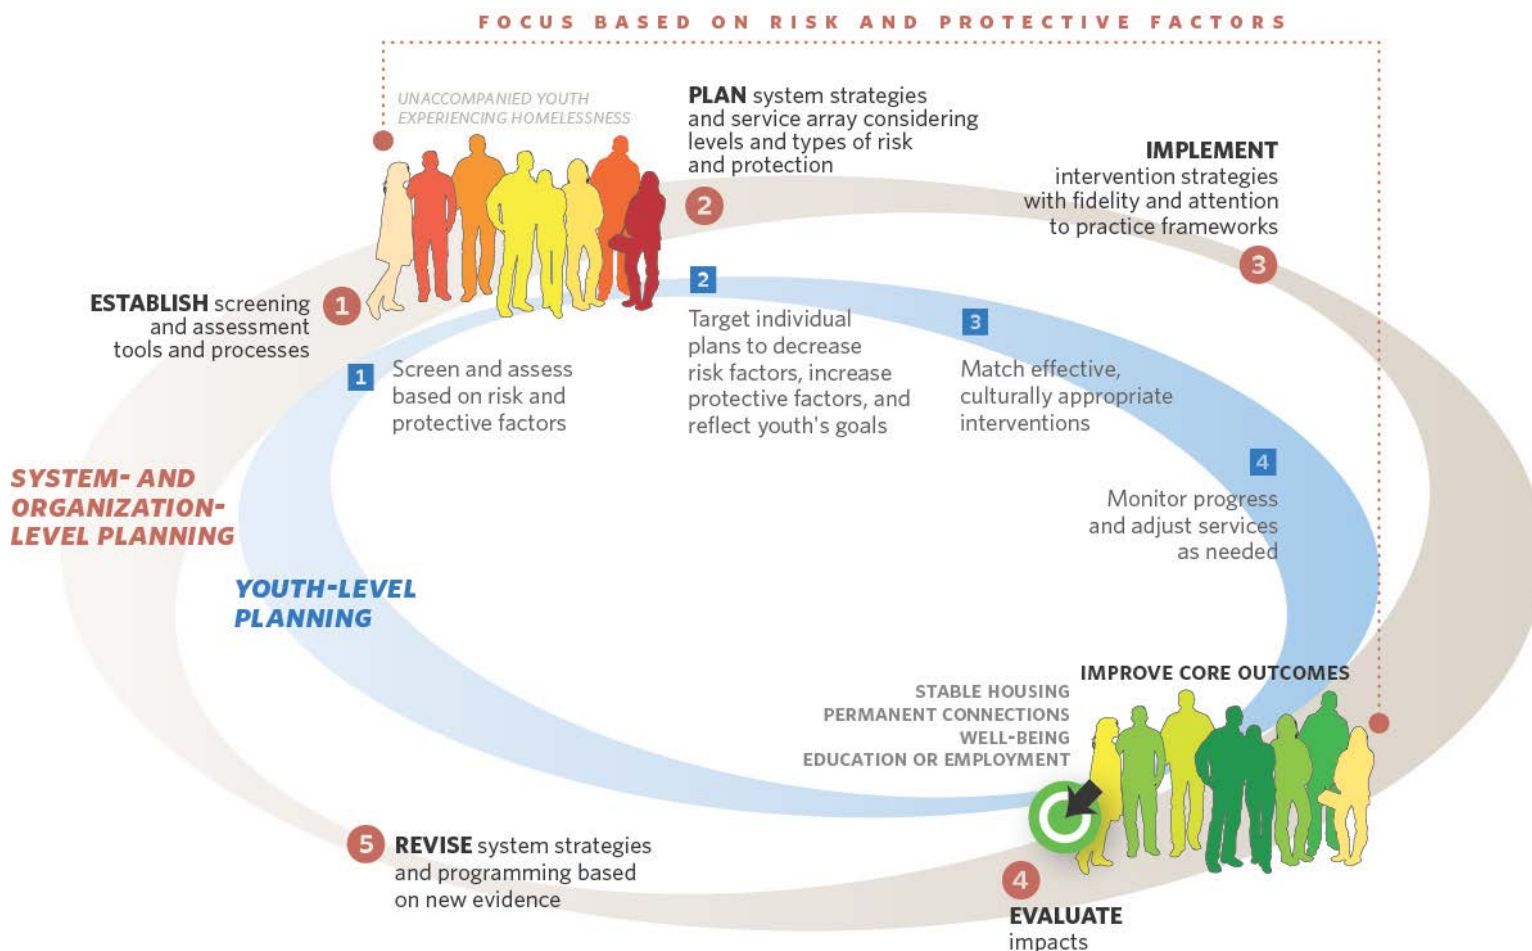 FOCUS BASED ON RISK AND PROTECTIVE FACTORS
UNACCOMPANIED YOUTH
EXPERIENCING HOMELESSNESS
PLAN system strategies
and service array considering
levels and types of risk
and protection
2
IMPLEMENT
intervention strategies
with fidelity and attention
to practice frameworks
3
ESTABLISH screening
and assessment
tools and processes
1
1
Screen and assess
based on risk and
protective factors
2
Target individual
plans to decrease
risk factors, increase
protective factors, and
reflect youth's goals
3
Match effective,
culturally appropriate
interventions
4
Monitor progress
and adjust services
as needed
SYSTEM- AND
ORGANIZATION-
LEVEL PLANNING
YOUTH-LEVEL
PLANNING
IMPROVE CORE OUTCOMES
STABLE HOUSING
PERMANENT CONNECTIONS
WELL-BEING
EDUCATION OR EMPLOYMENT
5
REVISE system strategies
and programming based
on new evidence
4
EVALUATE
impacts